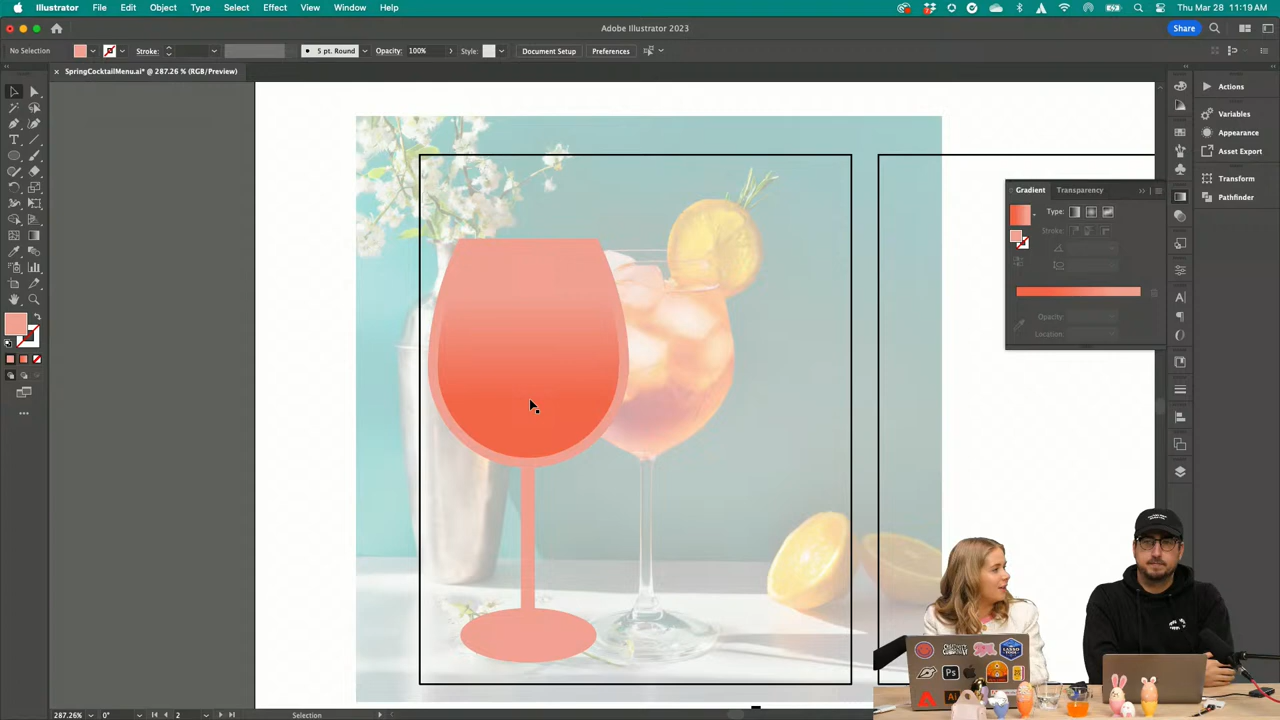 Illustrator File Edit Object Type Select Effect View Window Help
Thu Mar 28 11:19 AM
Adobe Illustrator 2023
Share
No Selection
Stroke:
5 pt. Round
Opacity: 100%
Style:
Document Setup
Preferences
× SpringCocktailMenu.ai* @ 287.26 % (RGB/Preview)
Actions
Variables
Appearance
Asset Export
Transform
Pathfinder
Gradient
Transparency
Type:
Stroke:
Opacity:
Location:
Ps
Ai
287.26%
0°
2
Selection